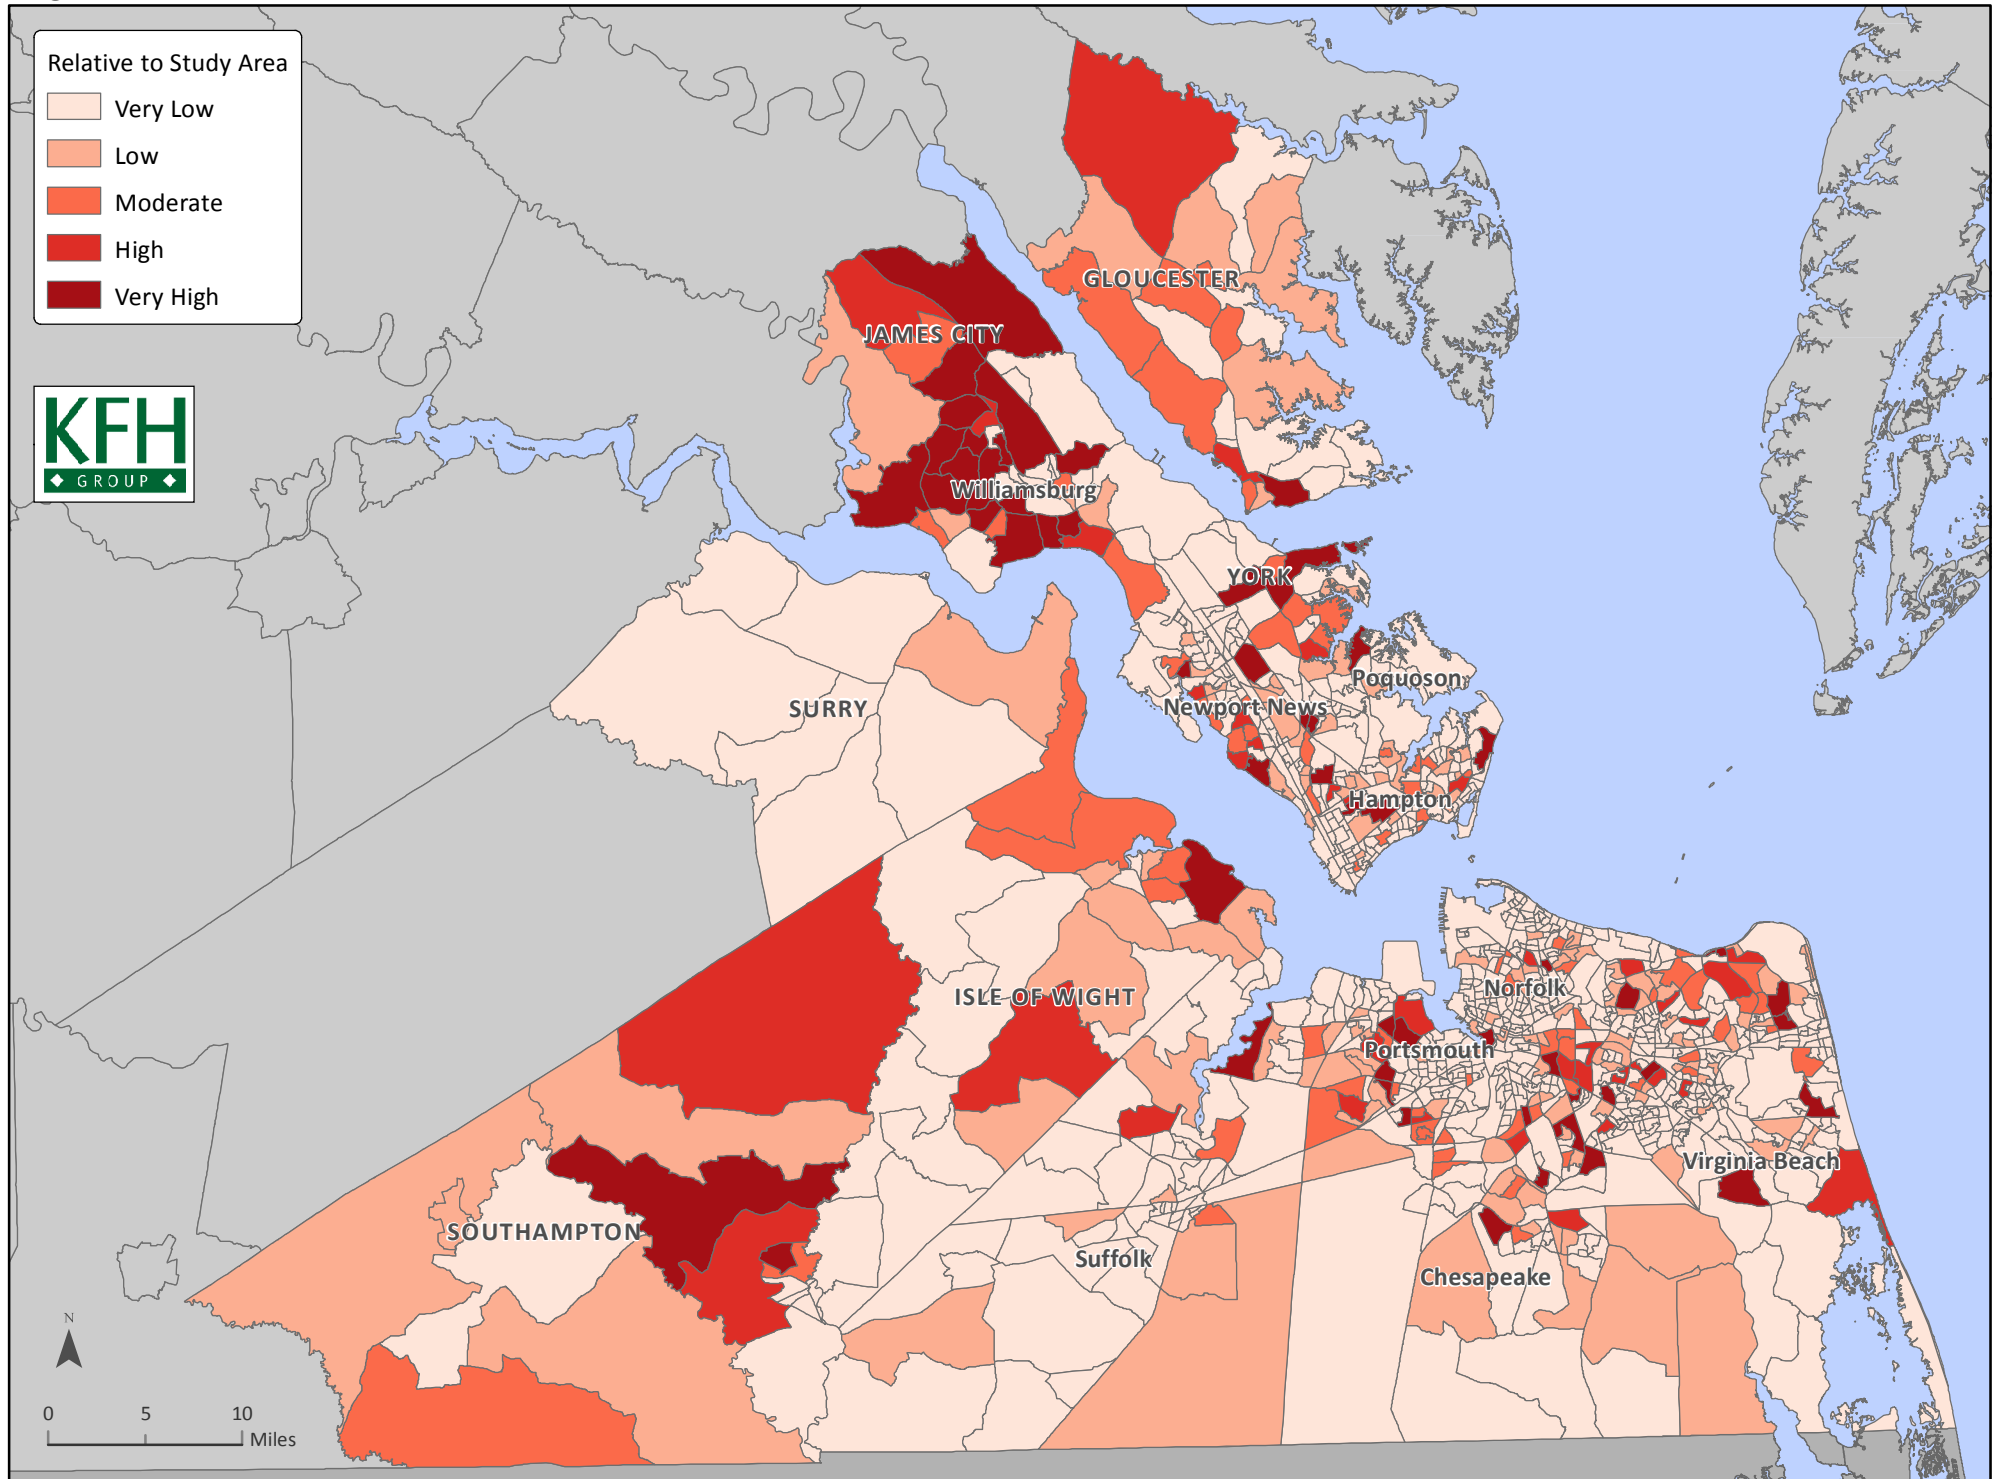 Relative to Study Area
Very Low
Low
Moderate
High
Very High
KFH
GROUP
GLOUCESTER
JAMES CITY
Williamsburg
YORK
Poquoson
SURRY
Newport News
Hampton
Norfolk
ISLE OF WIGHT
Portsmouth
Virginia Beach
SOUTHAMPTON
Suffolk
Chesapeake
N
0 5 10
Miles